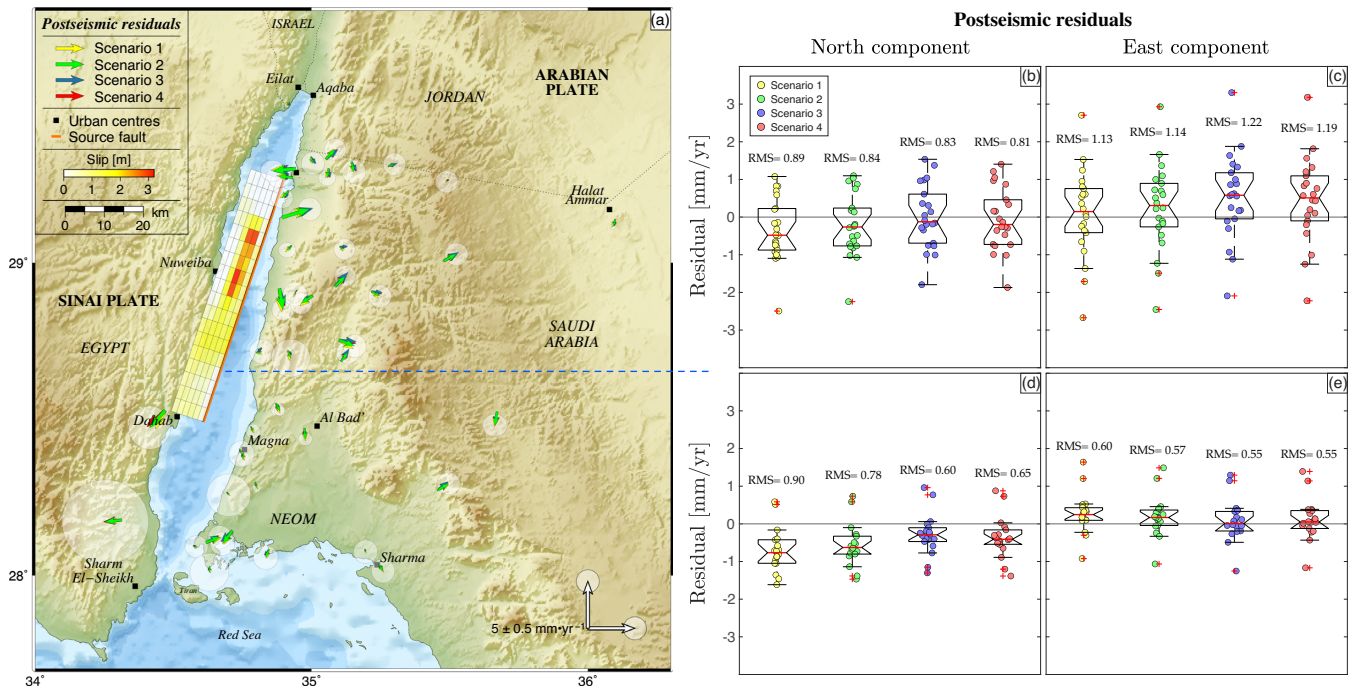 Postseismic residuals
Scenario 1
Scenario 2
Scenario 3
Scenario 4
Urban centres
Source fault
Slip [m]
0 1 2 3
0 10 20 km
(a)
ISRAEL
Eilat
Aqaba
JORDAN
ARABIAN
PLATE
Halat
Ammar
Nuweiba
SINAI PLATE
EGYPT
SAUDI
ARABIA
Dahab
Al Bad'
Magna
NEOM
Sharm
El-Sheikh
Tiran
Sharma
Red Sea
5 ± 0.5 mm·yr⁻¹
29°
28°
34° 35° 36°
Postseismic residuals
North component East component
(b)
Scenario 1
Scenario 2
Scenario 3
Scenario 4
RMS= 0.89 RMS= 0.84 RMS= 0.83 RMS= 0.81
(c)
RMS= 1.13 RMS= 1.14 RMS= 1.22 RMS= 1.19
Residual [mm/yr]
3
2
1
0
-1
-2
-3
(d)
RMS= 0.90 RMS= 0.78 RMS= 0.60 RMS= 0.65
(e)
RMS= 0.60 RMS= 0.57 RMS= 0.55 RMS= 0.55
Residual [mm/yr]
3
2
1
0
-1
-2
-3